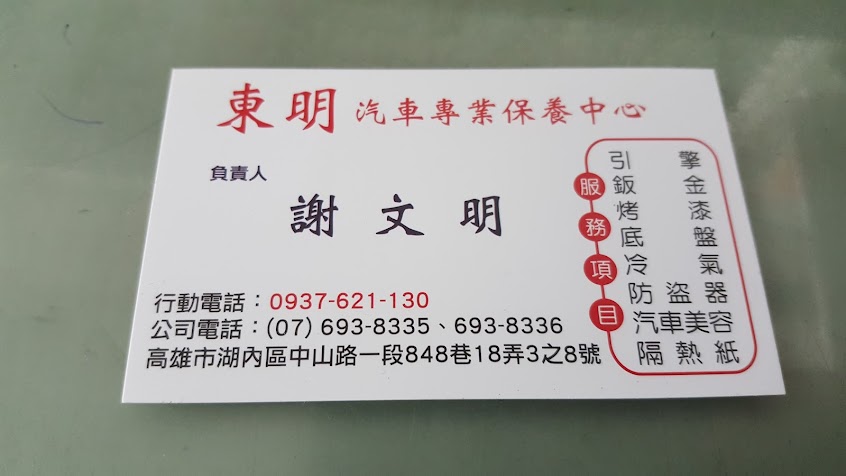 東明 汽車專業保養中心
負責人
謝文明
行動電話：0937-621-130
公司電話：(07) 693-8335、693-8336
高雄市湖內區中山路一段848巷18弄3之8號
服務項目
引擎
鈑金
烤漆
底盤
冷氣
防盜器
汽車美容
隔熱紙